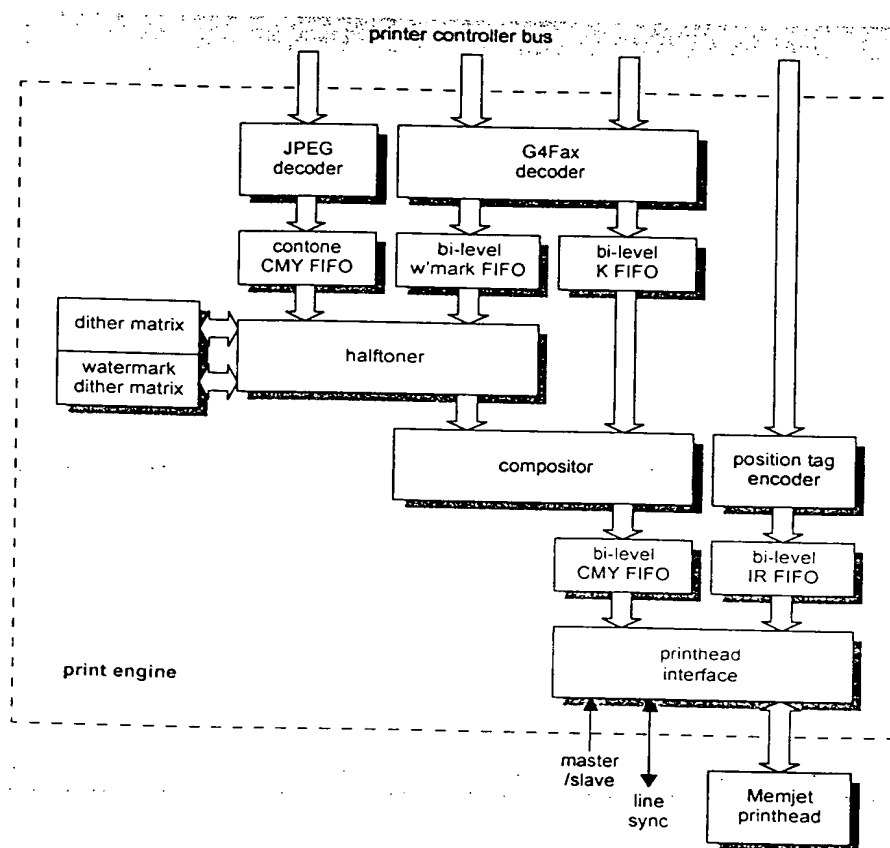 printer controller bus
JPEG
decoder
G4Fax
decoder
contone
CMY FIFO
bi-level
w'mark FIFO
bi-level
K FIFO
dither matrix
watermark
dither matrix
halftoner
compositor
position tag
encoder
bi-level
CMY FIFO
bi-level
IR FIFO
printhead
interface
print engine
master
/slave
line
sync
Memjet
printhead